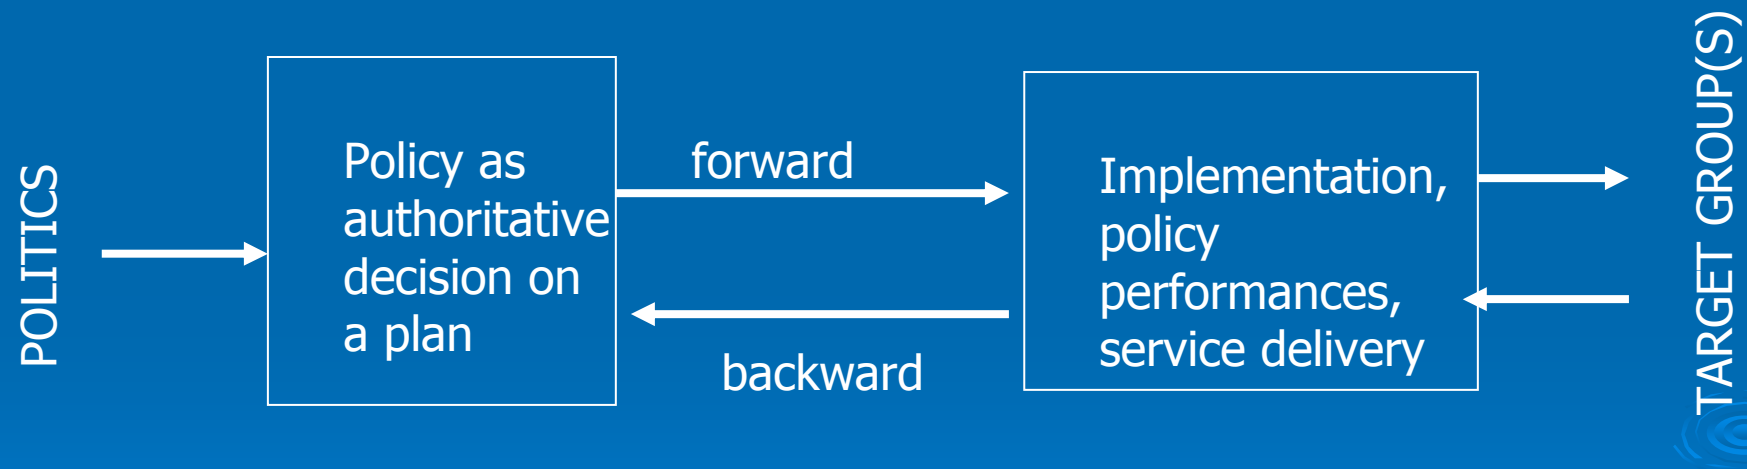 POLITICS
Policy as
authoritative
decision on
a plan
forward
backward
Implementation,
policy
performances,
service delivery
TARGET GROUP(S)